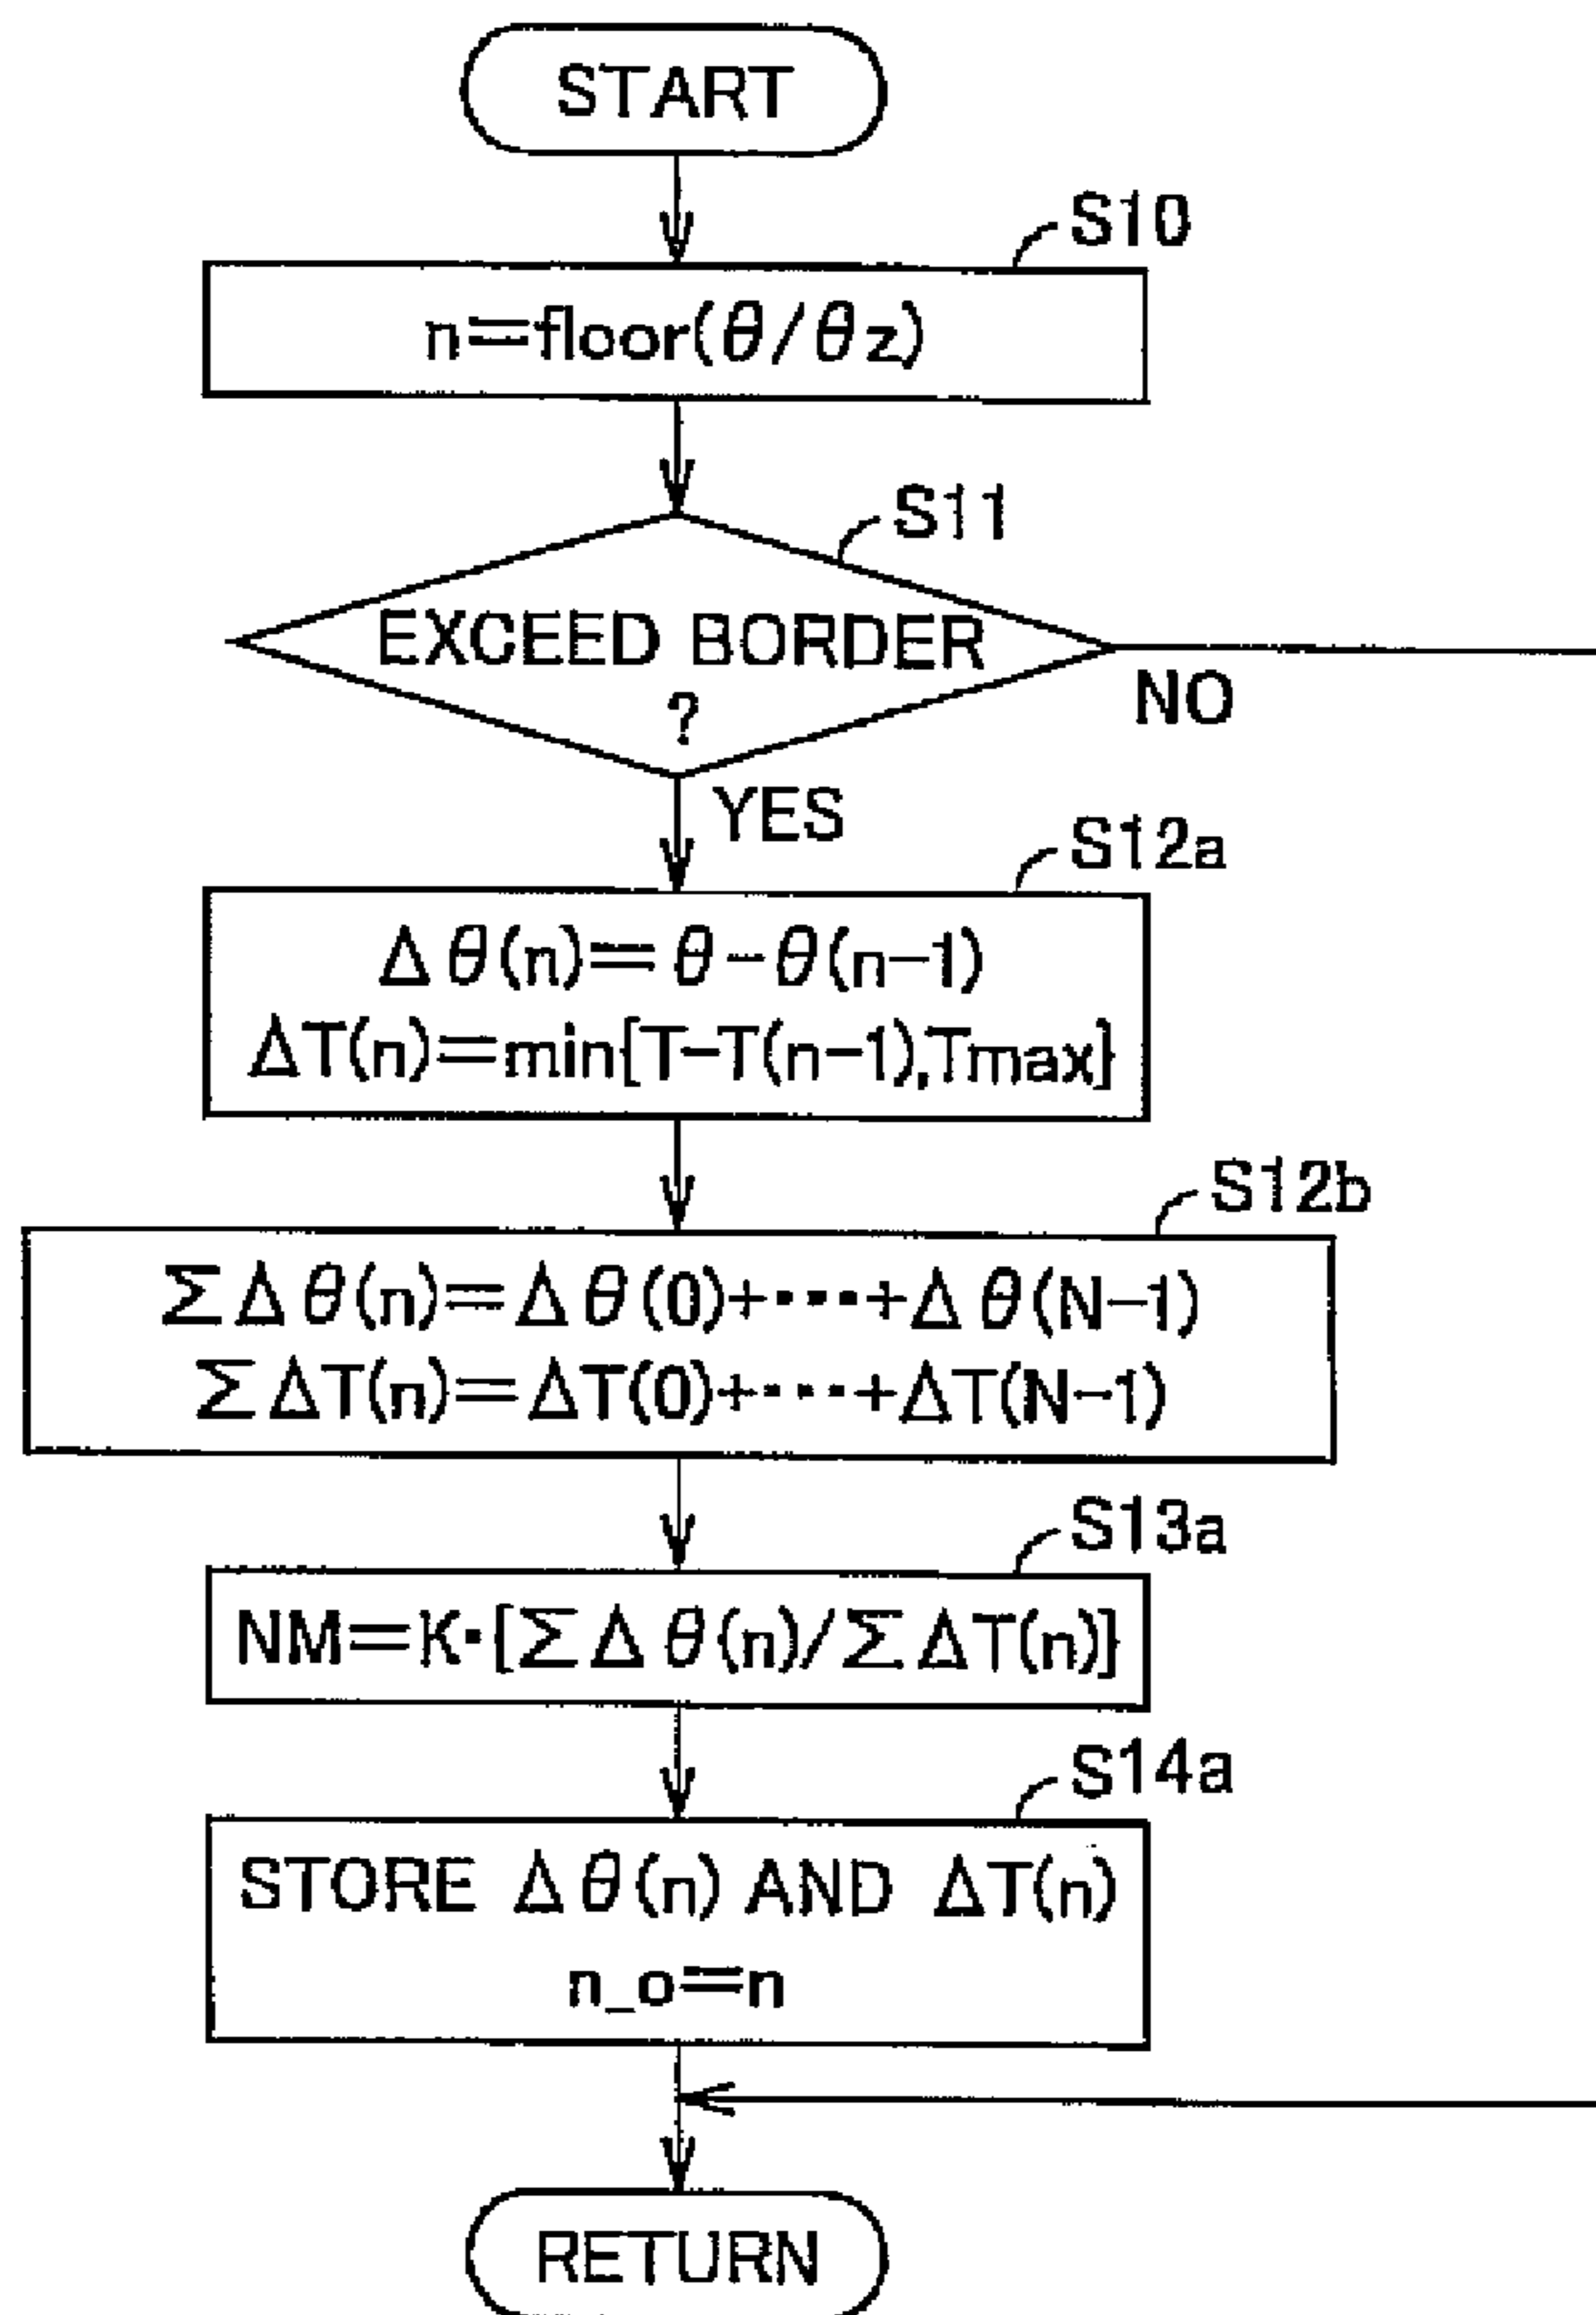 START
S10
n=floor(θ/θz)
S11
EXCEED BORDER
?
NO
YES
S12a
Δθ(n)=θ-θ(n-1)
ΔT(n)=min{T-T(n-1),Tmax}
S12b
ΣΔθ(n)=Δθ(0)+···+Δθ(N-1)
ΣΔT(n)=ΔT(0)+···+ΔT(N-1)
S13a
NM=K·{ΣΔθ(n)/ΣΔT(n)}
S14a
STORE Δθ(n) AND ΔT(n)
n_o=n
RETURN